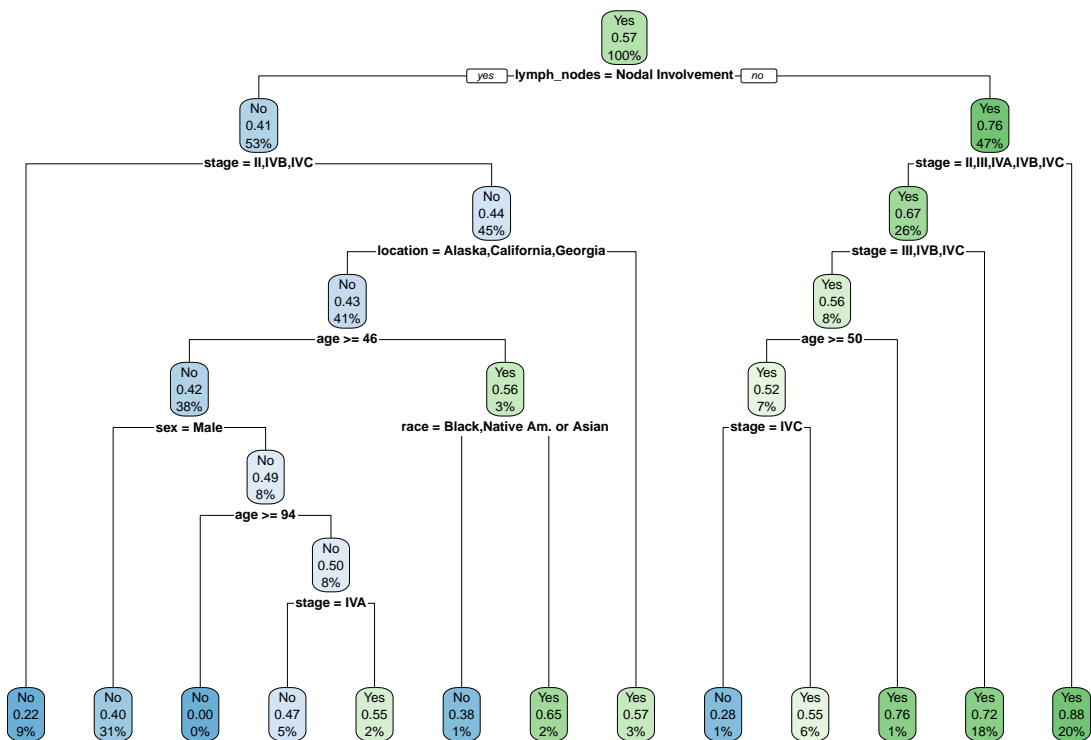 Yes
0.57
100%
yes lymph_nodes = Nodal Involvement no
No
0.41
53%
stage = II,IVB,IVC
Yes
0.76
47%
stage = II,III,IVA,IVB,IVC
No
0.44
45%
location = Alaska,California,Georgia
Yes
0.67
26%
stage = III,IVB,IVC
No
0.43
41%
age >= 46
Yes
0.56
8%
age >= 50
No
0.42
38%
sex = Male
Yes
0.56
3%
race = Black,Native Am. or Asian
Yes
0.52
7%
stage = IVC
No
0.49
8%
age >= 94
No
0.50
8%
stage = IVA
No
0.22
9%
No
0.40
31%
No
0.00
0%
No
0.47
5%
Yes
0.55
2%
No
0.38
1%
Yes
0.65
2%
Yes
0.57
3%
No
0.28
1%
Yes
0.55
6%
Yes
0.76
1%
Yes
0.72
18%
Yes
0.88
20%